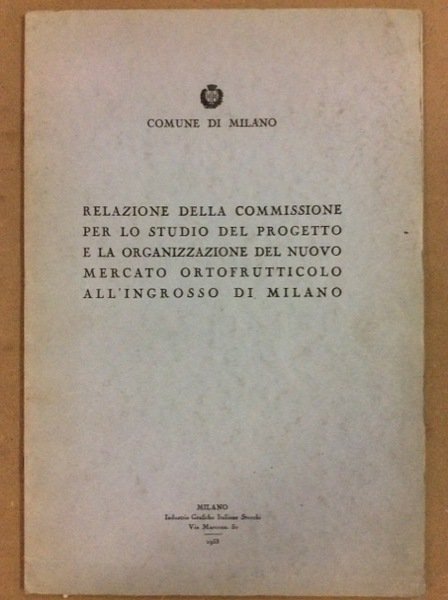 COMUNE DI MILANO
RELAZIONE DELLA COMMISSIONE
PER LO STUDIO DEL PROGETTO
E LA ORGANIZZAZIONE DEL NUOVO
MERCATO ORTOFRUTTICOLO
ALL'INGROSSO DI MILANO
MILANO
Industrie Grafiche Italiane Stucchi
Via